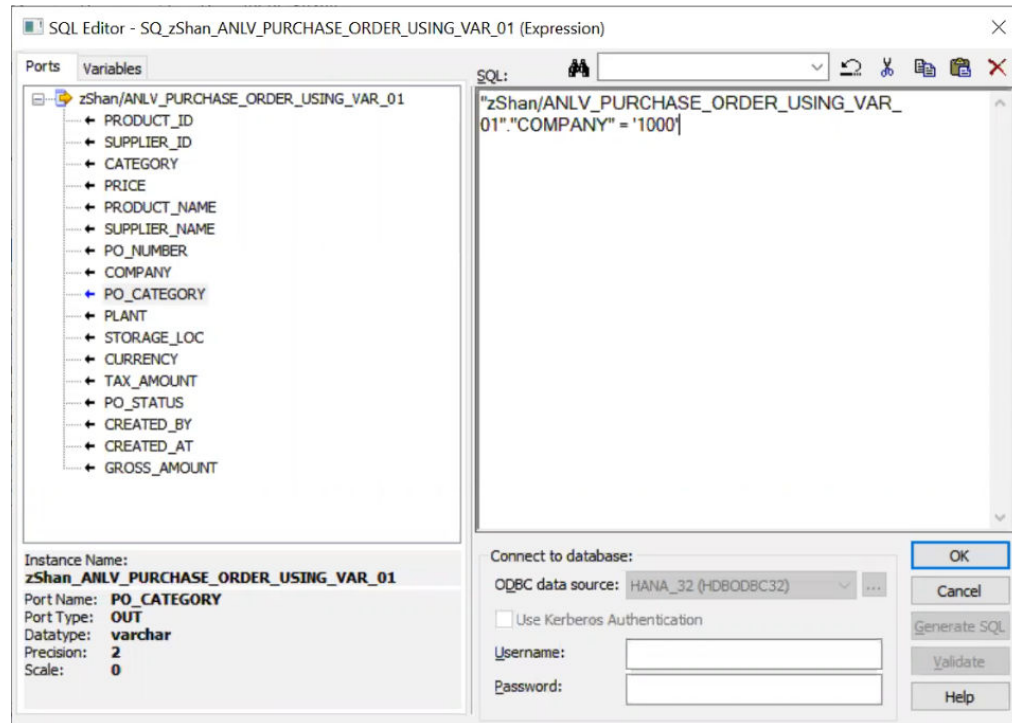 SQL Editor - SQ_zShan_ANLV_PURCHASE_ORDER_USING_VAR_01 (Expression)
Ports Variables
zShan/ANLV_PURCHASE_ORDER_USING_VAR_01
PRODUCT_ID
SUPPLIER_ID
CATEGORY
PRICE
PRODUCT_NAME
SUPPLIER_NAME
PO_NUMBER
COMPANY
PO_CATEGORY
PLANT
STORAGE_LOC
CURRENCY
TAX_AMOUNT
PO_STATUS
CREATED_BY
CREATED_AT
GROSS_AMOUNT
Instance Name:
zShan_ANLV_PURCHASE_ORDER_USING_VAR_01
Port Name: PO_CATEGORY
Port Type: OUT
Datatype: varchar
Precision: 2
Scale: 0
SQL:
"zShan/ANLV_PURCHASE_ORDER_USING_VAR_
01"."COMPANY" = '1000'
Connect to database:
ODBC data source: HANA_32 (HDBODBC32) ...
Use Kerberos Authentication
Username:
Password:
OK
Cancel
Generate SQL
Validate
Help